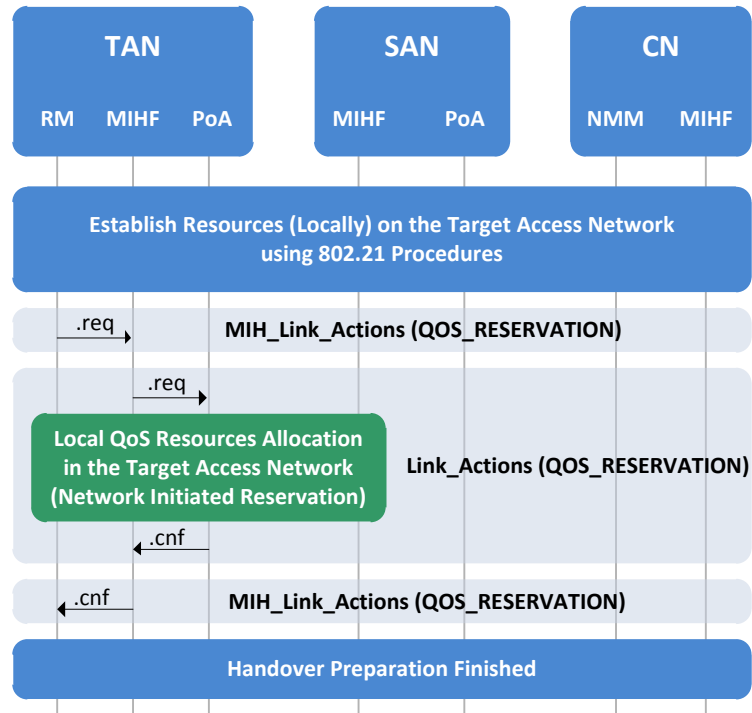 TAN SAN CN
RM MIHF PoA MIHF PoA NMM MIHF
Establish Resources (Locally) on the Target Access Network
using 802.21 Procedures
.req MIH_Link_Actions (QOS_RESERVATION)
.req
Local QoS Resources Allocation
in the Target Access Network
(Network Initiated Reservation)
Link_Actions (QOS_RESERVATION)
.cnf
.cnf MIH_Link_Actions (QOS_RESERVATION)
Handover Preparation Finished